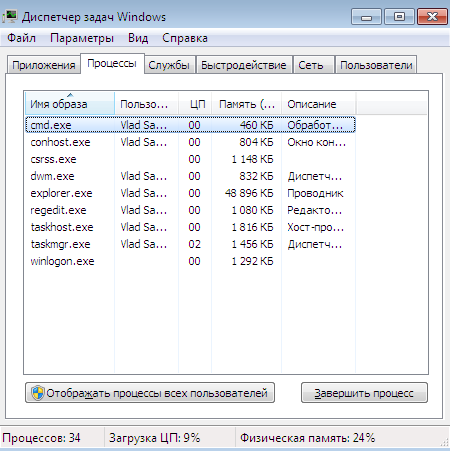 Диспетчер задач Windows
Файл Параметры Вид Справка
Приложения Процессы Службы Быстродействие Сеть Пользователи
Имя образа Пользо... ЦП Память (... Описание
cmd.exe Vlad Sa... 00 460 КБ Обработ...
conhost.exe Vlad Sa... 00 804 КБ Окно кон...
csrss.exe 00 1 148 КБ
dwm.exe Vlad Sa... 00 832 КБ Диспетч...
explorer.exe Vlad Sa... 00 48 896 КБ Проводник
regedit.exe Vlad Sa... 00 1 080 КБ Редакто...
taskhost.exe Vlad Sa... 00 1 816 КБ Хост-про...
taskmgr.exe Vlad Sa... 02 1 456 КБ Диспетч...
winlogon.exe 00 1 292 КБ
Отображать процессы всех пользователей Завершить процесс
Процессов: 34 Загрузка ЦП: 9% Физическая память: 24%